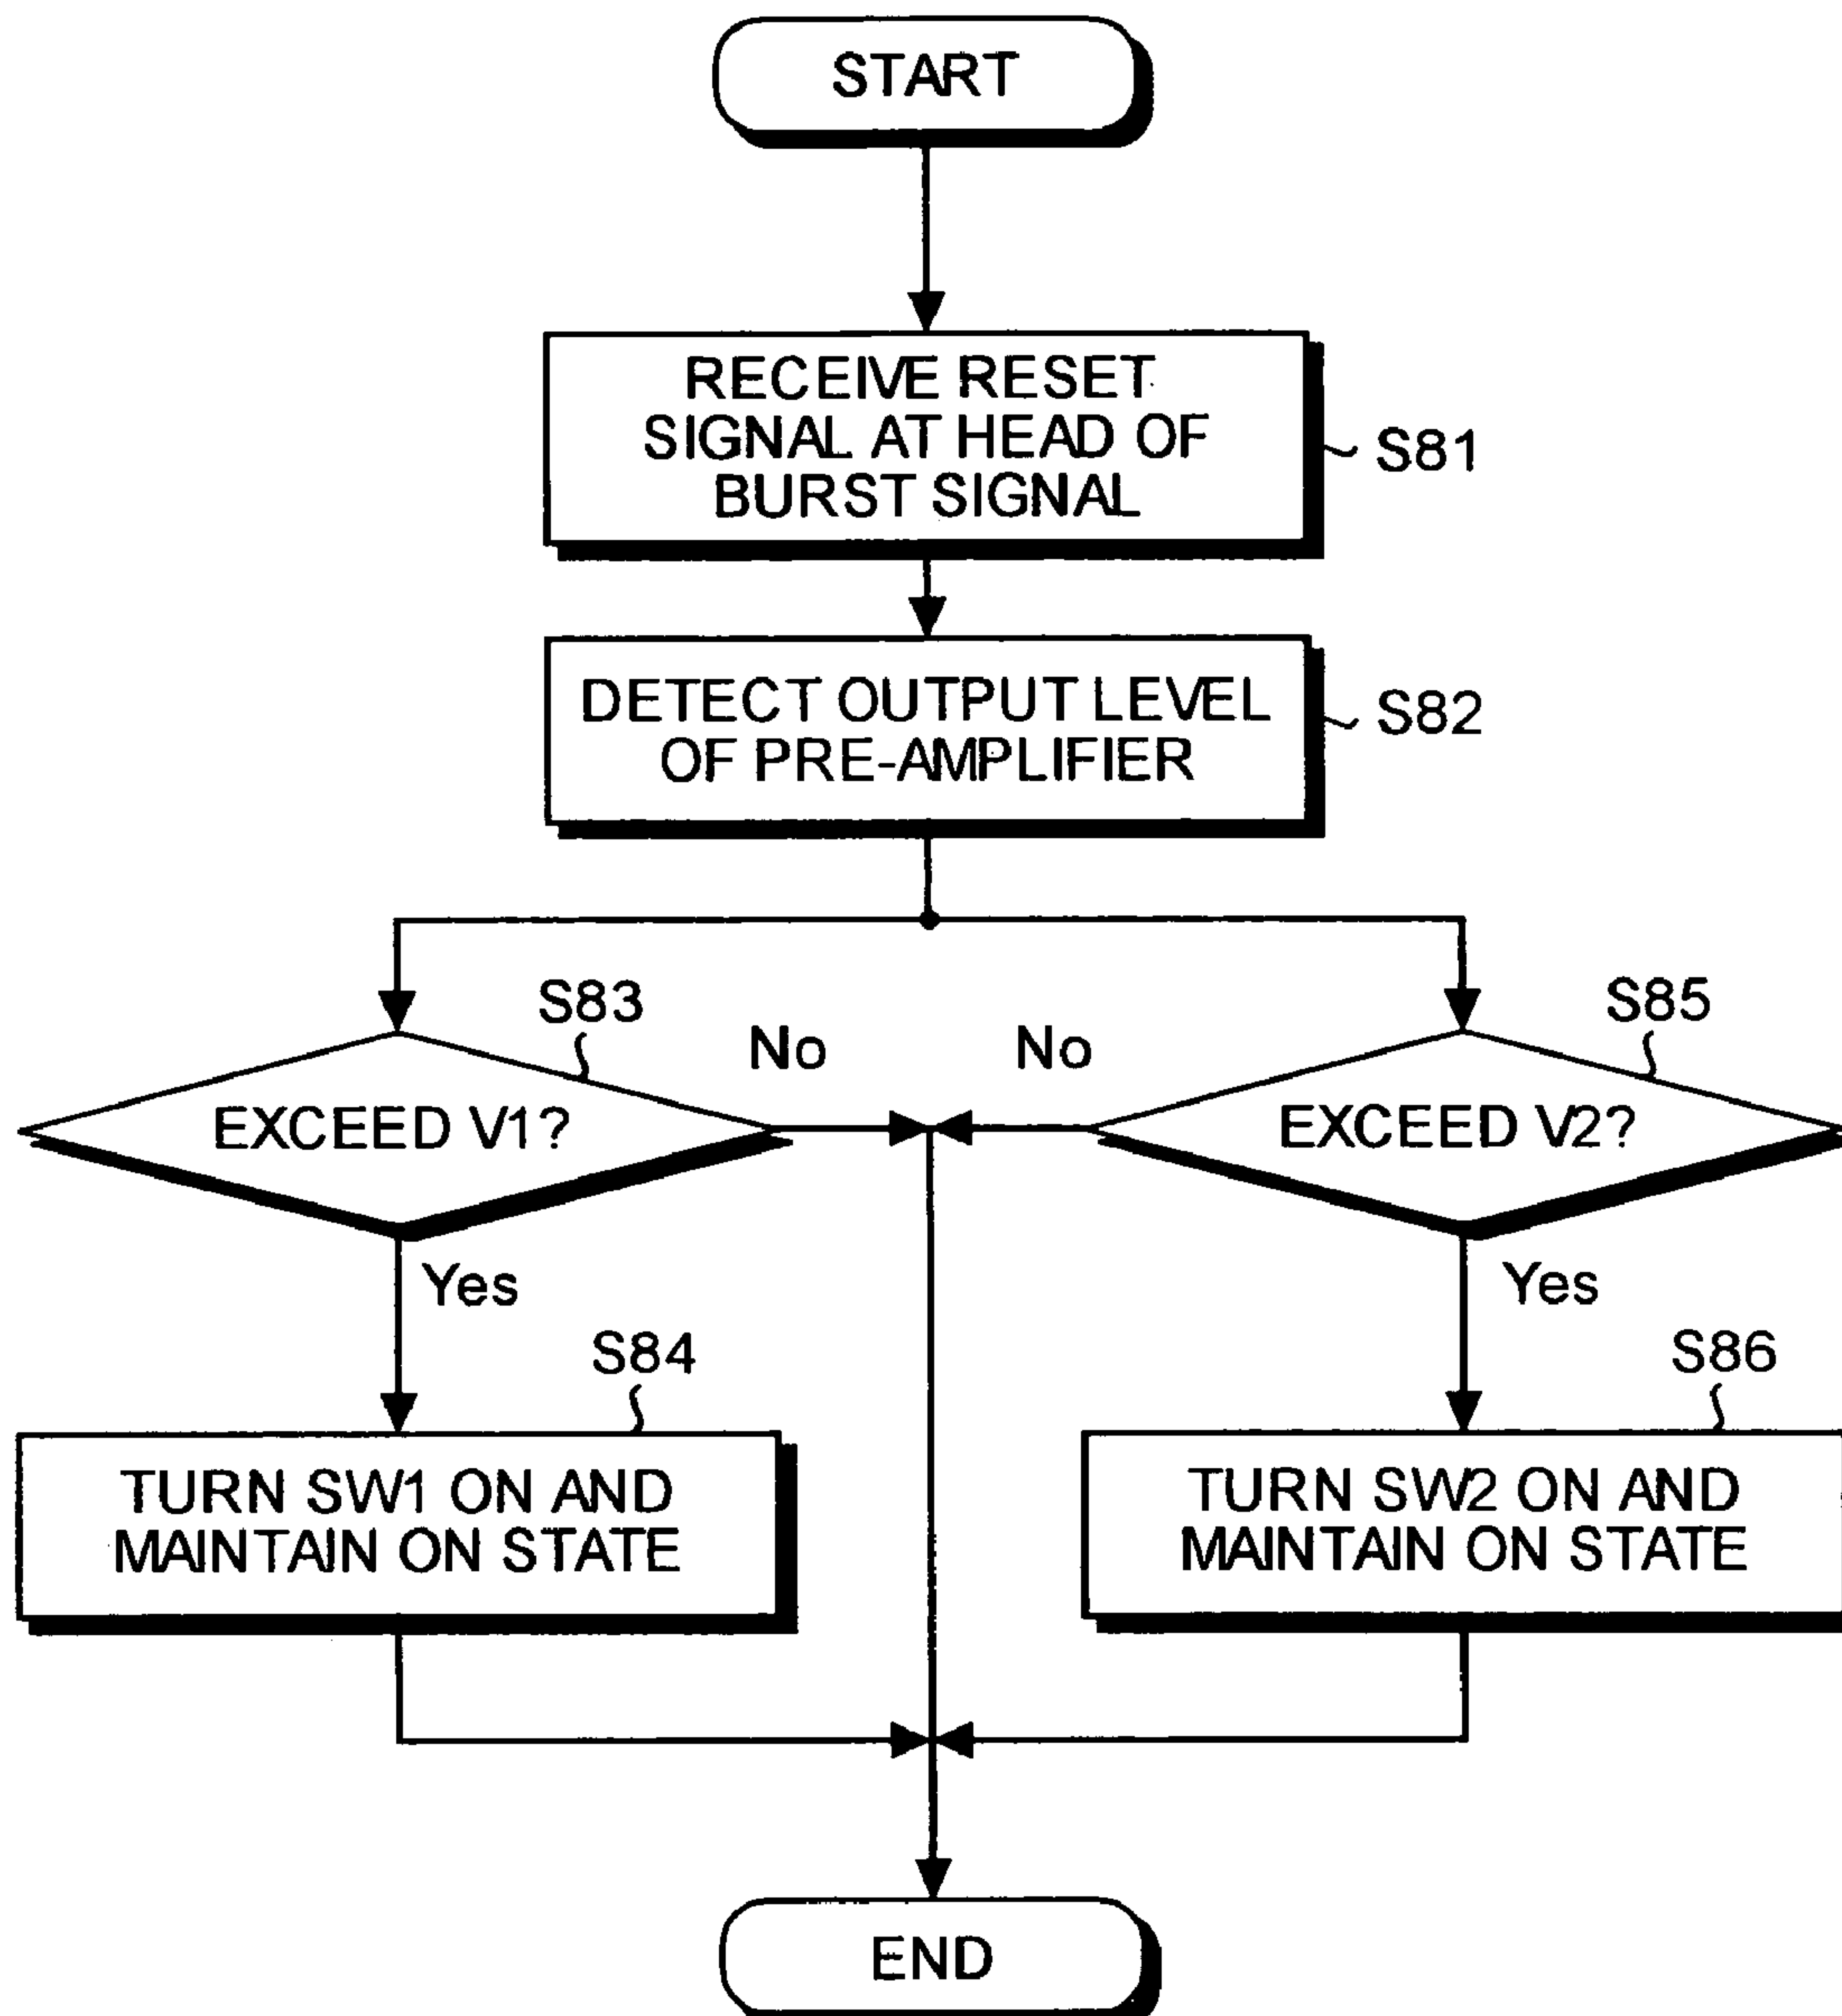 START
RECEIVE RESET
SIGNAL AT HEAD OF
BURST SIGNAL
S81
DETECT OUTPUT LEVEL
OF PRE-AMPLIFIER
S82
S83
No
No
S85
EXCEED V1?
EXCEED V2?
Yes
Yes
S84
S86
TURN SW1 ON AND
MAINTAIN ON STATE
TURN SW2 ON AND
MAINTAIN ON STATE
END